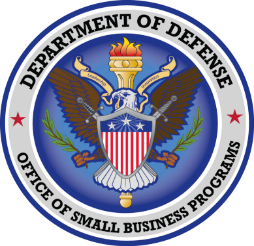 DEPARTMENT OF DEFENSE
OFFICE OF SMALL BUSINESS PROGRAMS